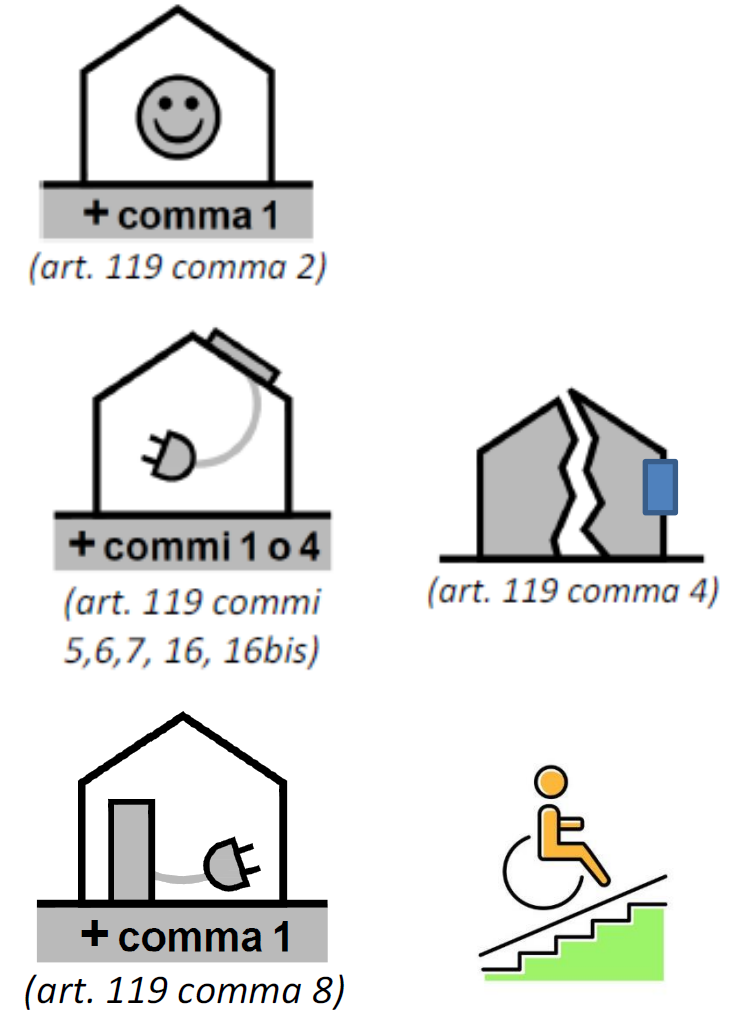 + comma 1
(art. 119 comma 2)
+ commi 1 o 4
(art. 119 commi
5,6,7, 16, 16bis)
(art. 119 comma 4)
+ comma 1
(art. 119 comma 8)